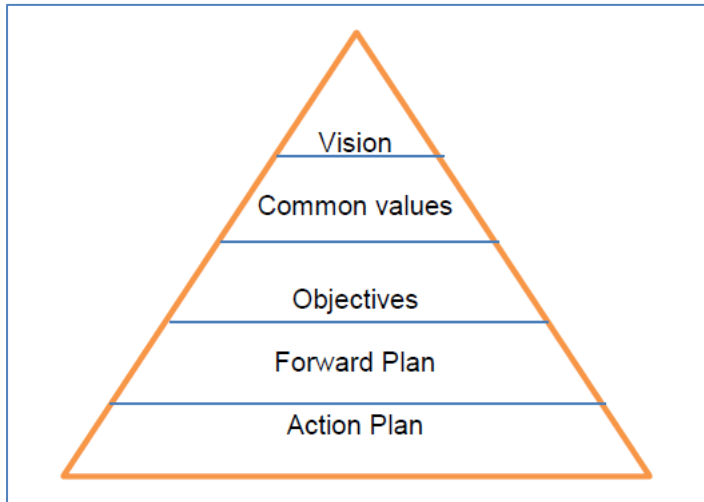 Vision
Common values
Objectives
Forward Plan
Action Plan